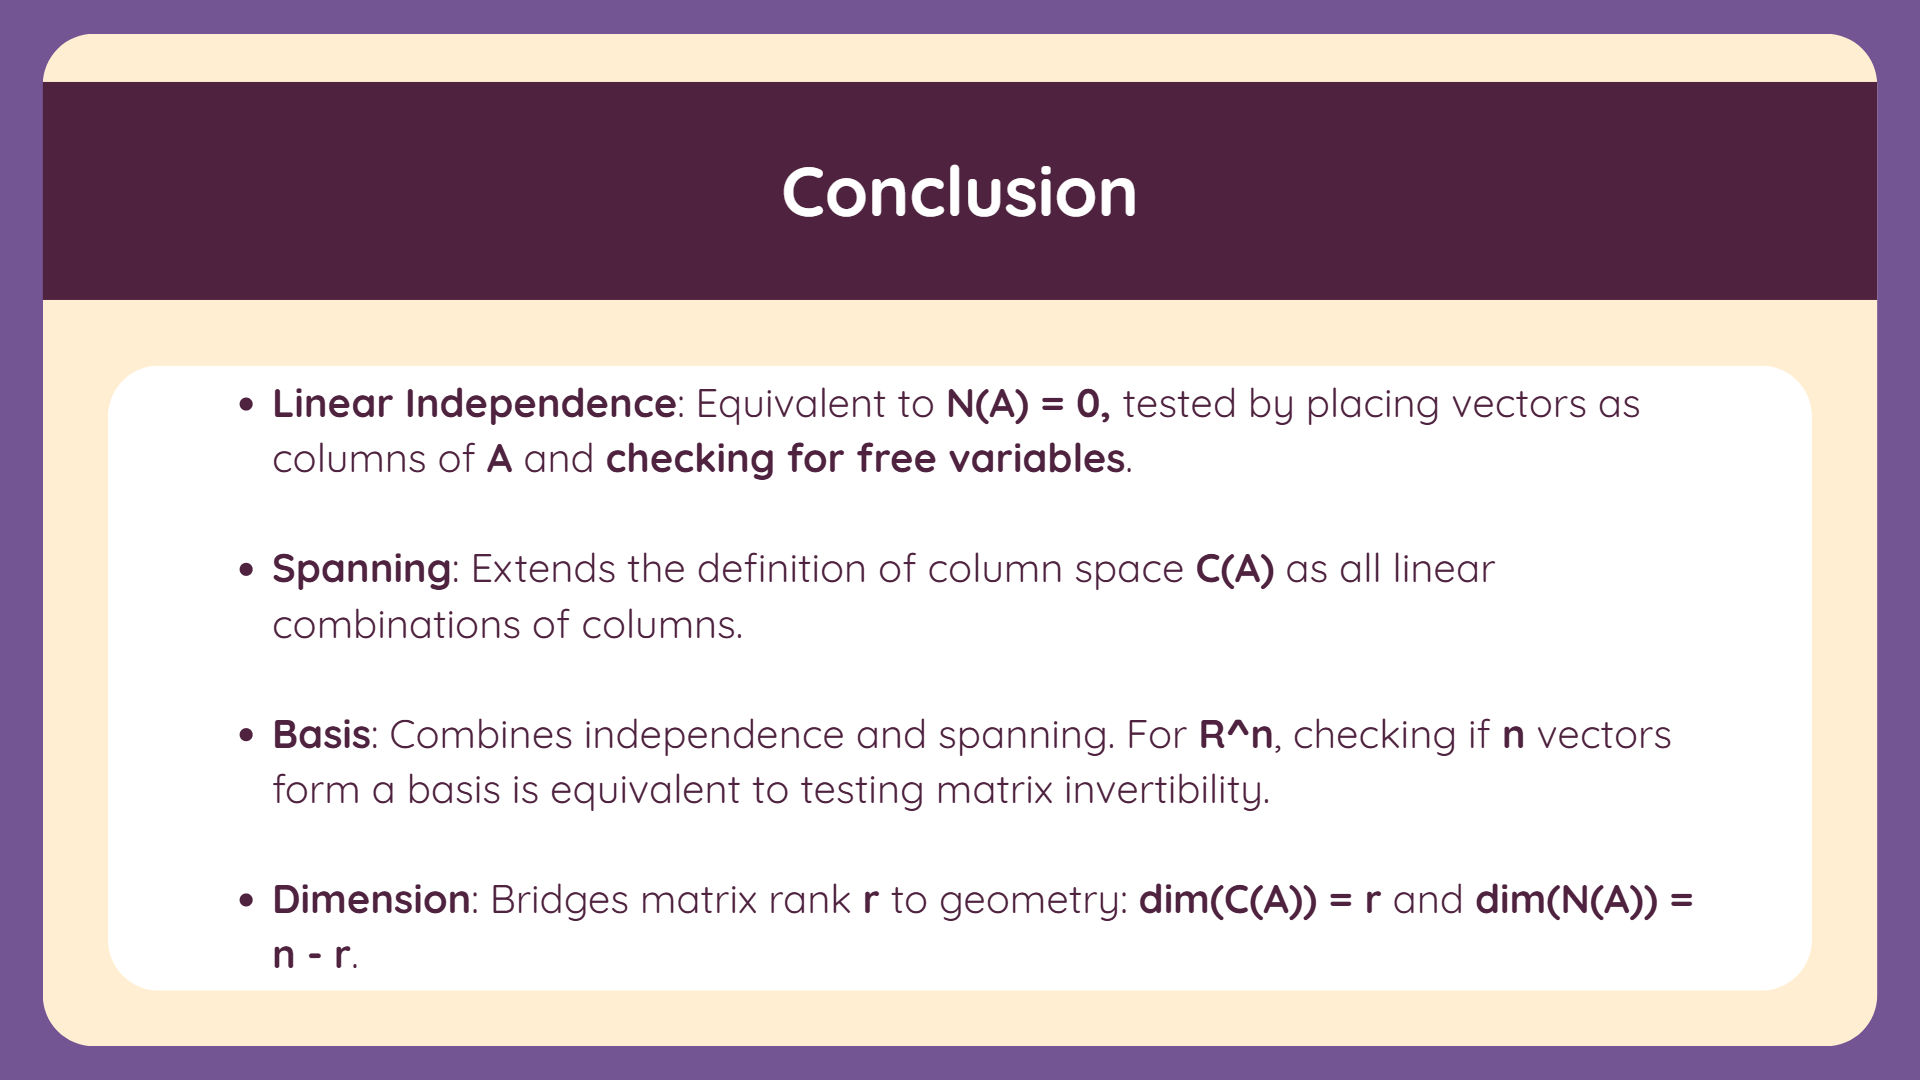 Conclusion
• Linear Independence: Equivalent to N(A) = 0, tested by placing vectors as
columns of A and checking for free variables.
• Spanning: Extends the definition of column space C(A) as all linear
combinations of columns.
• Basis: Combines independence and spanning. For R^n, checking if n vectors
form a basis is equivalent to testing matrix invertibility.
• Dimension: Bridges matrix rank r to geometry: dim(C(A)) = r and dim(N(A)) =
n - r.